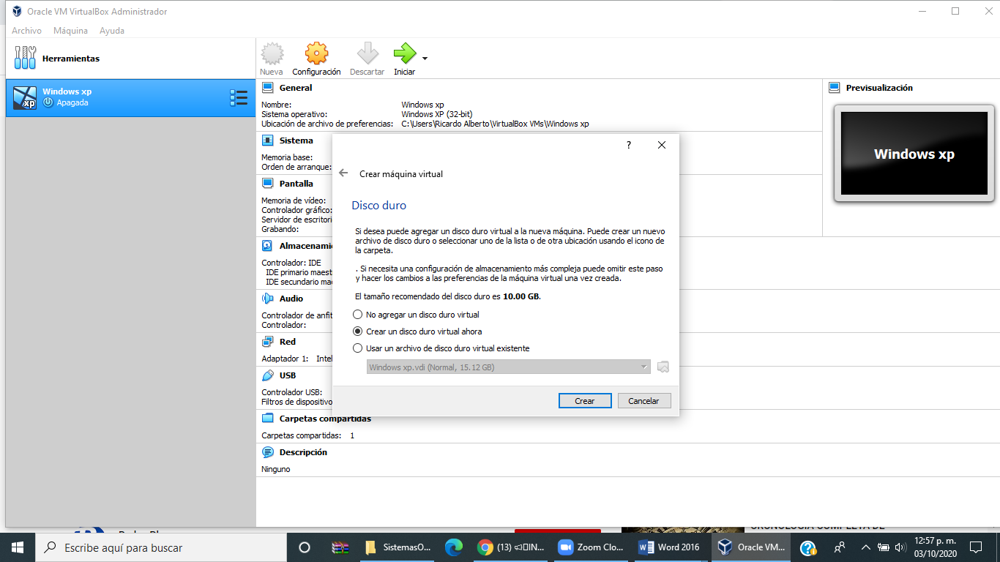 Oracle VM VirtualBox Administrador
Archivo Máquina Ayuda
Herramientas
Nueva Configuración Descartar Iniciar
Windows xp
Apagada
General
Nombre: Windows xp
Sistema operativo: Windows XP (32-bit)
Ubicación de archivo de preferencias: C:\Users\Ricardo Alberto\VirtualBox VMs\Windows xp
Previsualización
Windows xp
Sistema
Memoria base:
Orden de arranque:
Pantalla
Memoria de vídeo:
Controlador gráfico:
Servidor de
Grabando:
Controlador: IDE
IDE primario
IDE secundario
Audio
Controlador de
Controlador:
Red
Adaptador 1:
USB
Controlador USB:
Filtros de
Carpetas compartidas
Carpetas compartidas: 1
Descripción
Ninguno
?
Crear máquina virtual
Disco duro
Si desea puede agregar un disco duro virtual a la nueva máquina. Puede crear un nuevo
archivo de disco duro o seleccionar uno de la lista o de otra ubicación usando el icono de
la carpeta.
. Si necesita una configuración de almacenamiento más compleja puede omitir este paso
y hacer los cambios a las preferencias de la máquina virtual una vez creada.
El tamaño recomendado del disco duro es 10.00 GB.
No agregar un disco duro virtual
Crear un disco duro virtual ahora
Usar un archivo de disco duro virtual existente
Windows xp.vdi (Normal, 15.12 GB)
Crear Cancelar
Escribe aquí para buscar
SistemasO...
Zoom Clo...
Word 2016
Oracle VM...
12:57 p. m.
03/10/2020